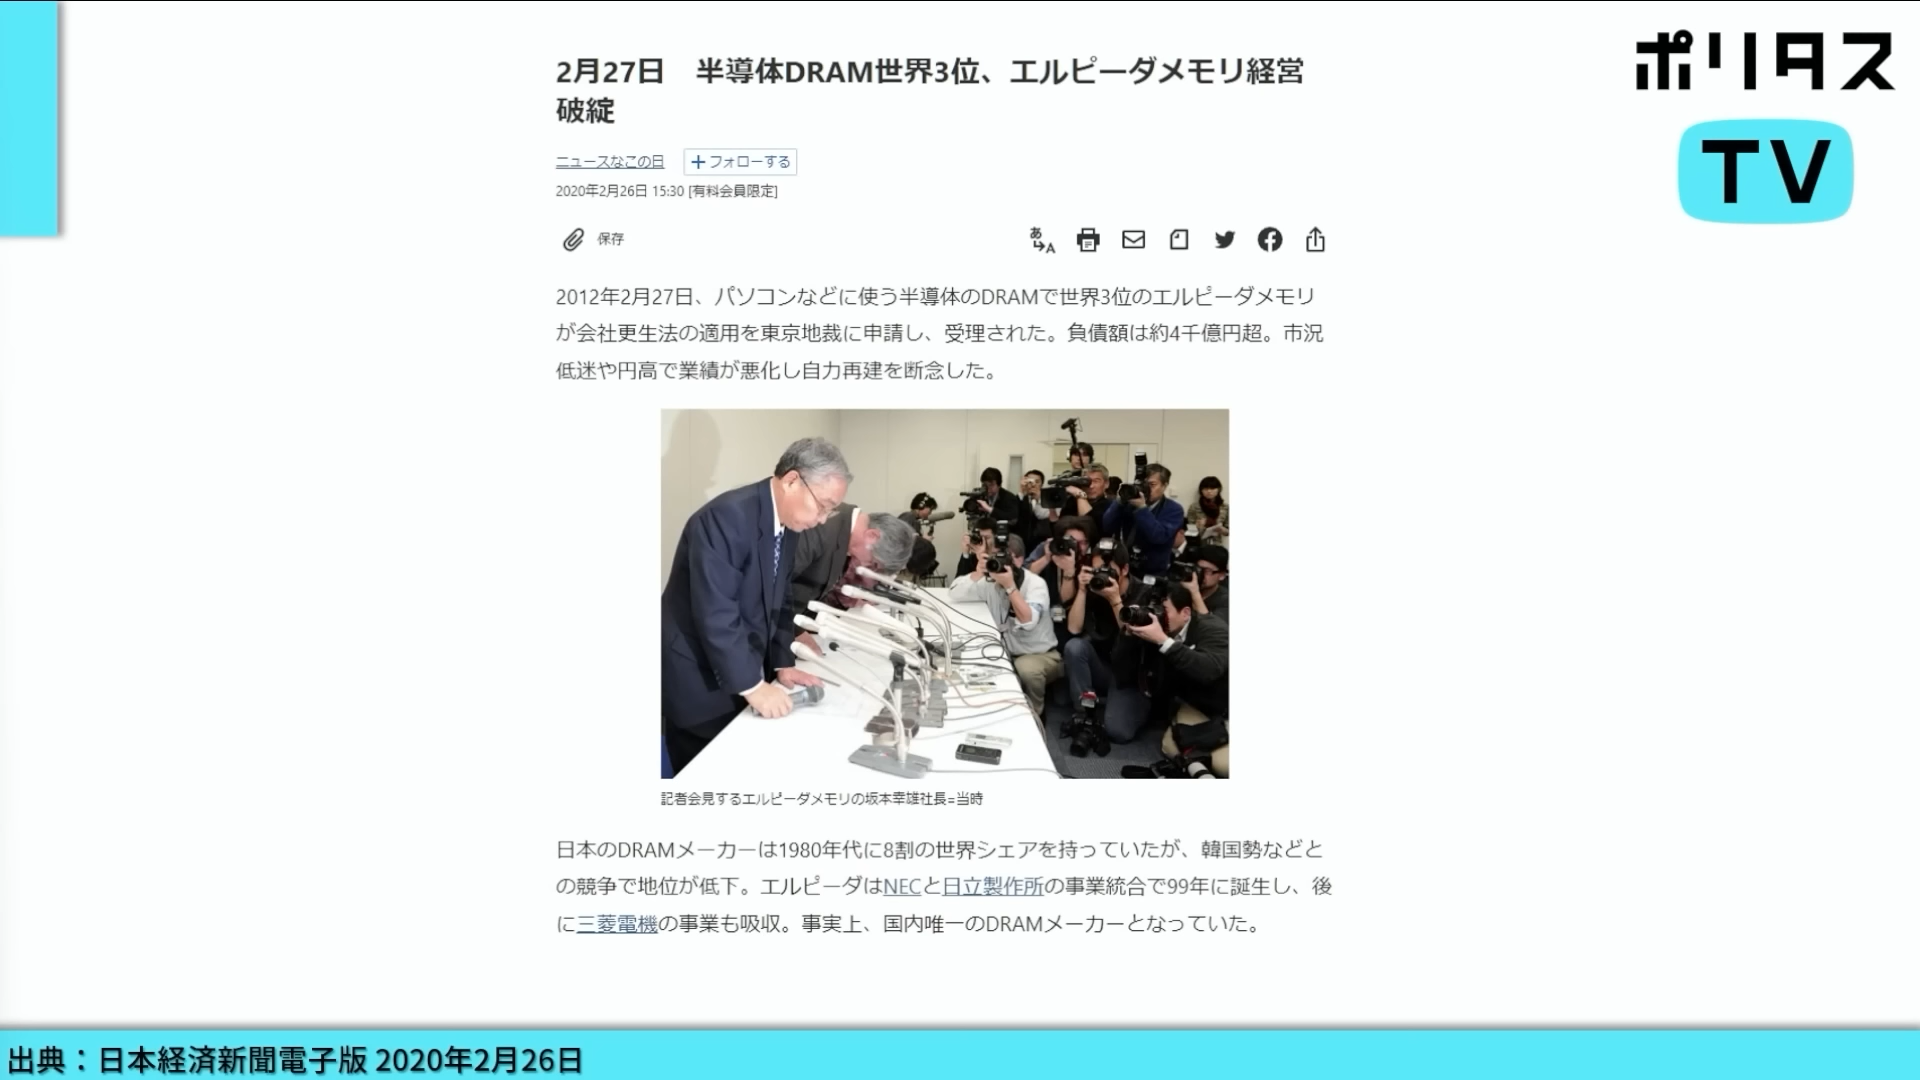 2月27日　半導体DRAM世界3位、エルピーダメモリ経営
破綻
ポリタス
TV
ニュースなこの日
+フォローする
2020年2月26日 15:30 [有料会員限定]
保存
あ
A
2012年2月27日、パソコンなどに使う半導体のDRAMで世界3位のエルピーダメモリ
が会社更生法の適用を東京地裁に申請し、受理された。負債額は約4千億円超。市況
低迷や円高で業績が悪化し自力再建を断念した。
記者会見するエルピーダメモリの坂本幸雄社長=当時
日本のDRAMメーカーは1980年代に8割の世界シェアを持っていたが、韓国勢などと
の競争で地位が低下。エルピーダはNECと日立製作所の事業統合で99年に誕生し、後
に三菱電機の事業も吸収。事実上、国内唯一のDRAMメーカーとなっていた。
出典：日本経済新聞電子版 2020年2月26日